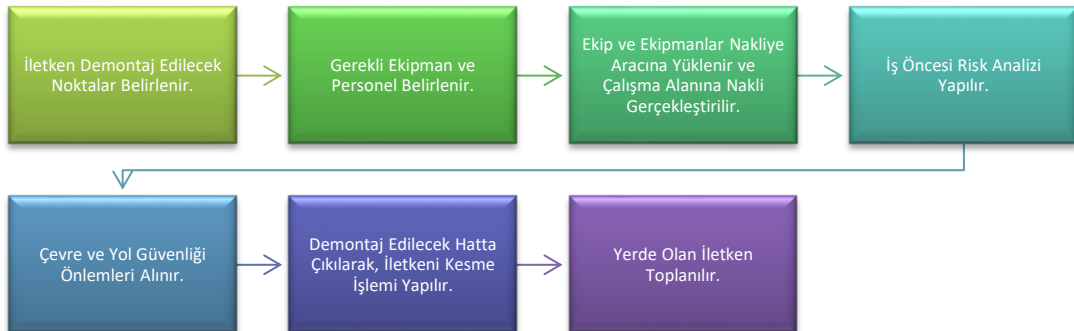 İletken Demontaj Edilecek
Noktalar Belirlenir.
Gerekli Ekipman ve
Personel Belirlenir.
Ekip ve Ekipmanlar Nakliye
Aracına Yüklenir ve
Çalışma Alanına Nakli
Gerçekleştirilir.
İş Öncesi Risk Analizi
Yapılır.
Çevre ve Yol Güvenliği
Önlemleri Alınır.
Demontaj Edilecek Hatta
Çıkılarak, İletkeni Kesme
İşlemi Yapılır.
Yerde Olan İletken
Toplanılır.